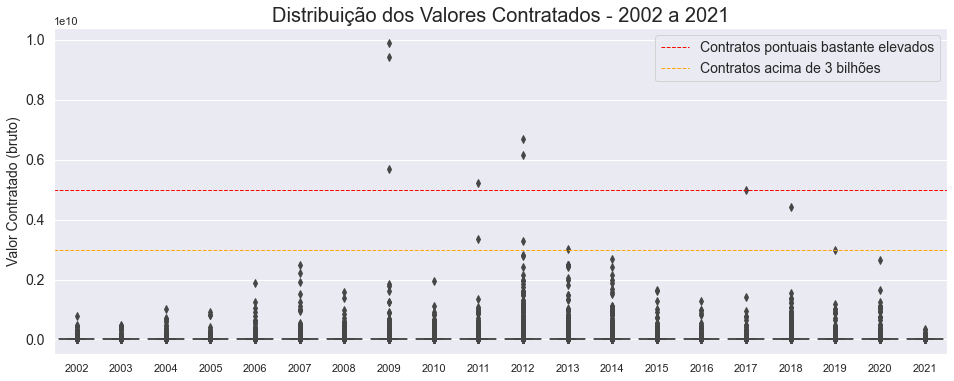 Distribuição dos Valores Contratados - 2002 a 2021
1e10
1.0
0.8
0.6
0.4
0.2
0.0
Valor Contratado (bruto)
Contratos pontuais bastante elevados
Contratos acima de 3 bilhões
2002 2003 2004 2005 2006 2007 2008 2009 2010 2011 2012 2013 2014 2015 2016 2017 2018 2019 2020 2021